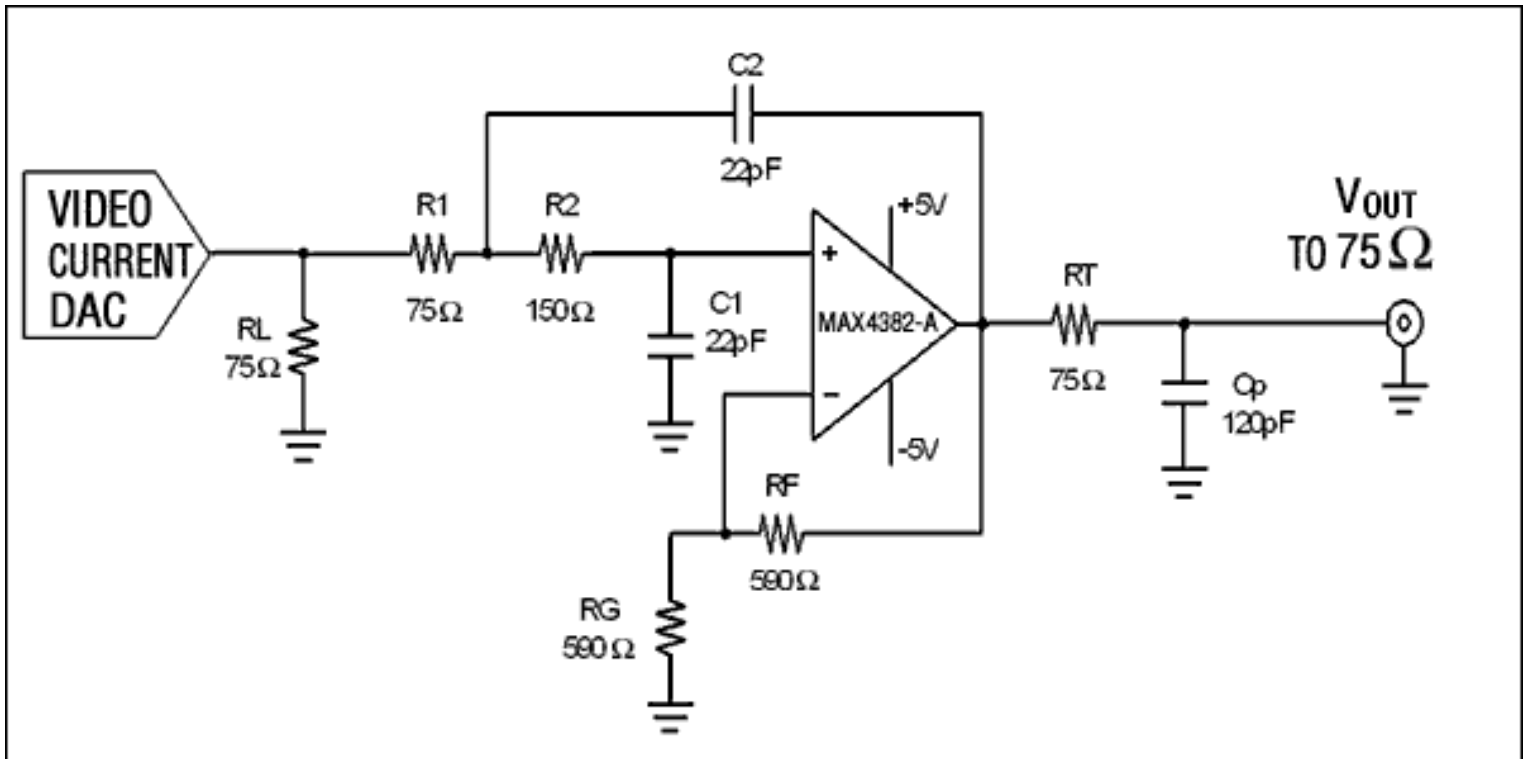 C2
22pF
VIDEO
CURRENT
DAC
R1
75Ω
R2
150Ω
RL
75Ω
C1
22pF
+5V
+
MAX4382-A
−
-5V
VOUT
TO 75Ω
RT
75Ω
Cp
120pF
RF
590Ω
RG
590Ω